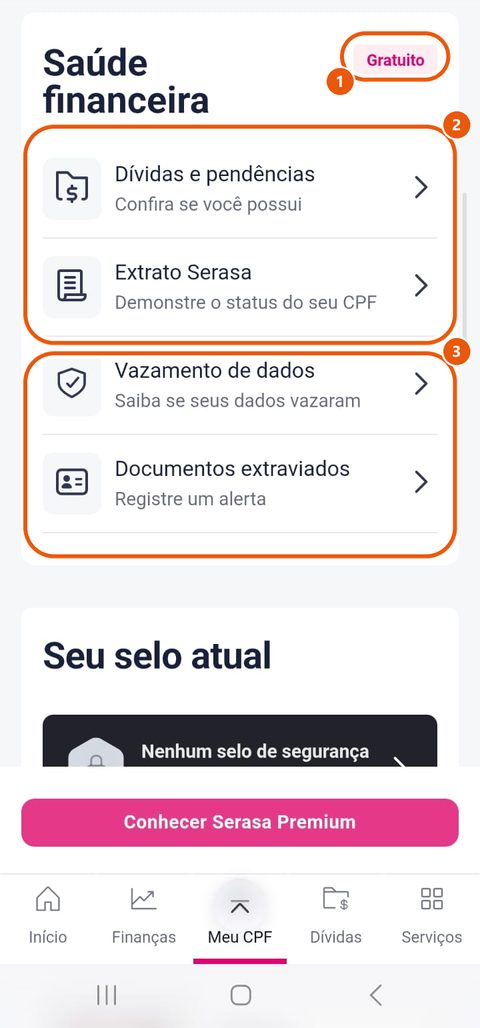 Saúde
financeira
Gratuito
1
2
Dívidas e pendências
Confira se você possui
Extrato Serasa
Demonstre o status do seu CPF
3
Vazamento de dados
Saiba se seus dados vazaram
Documentos extraviados
Registre um alerta
Seu selo atual
Nenhum selo de segurança
Conhecer Serasa Premium
Início
Finanças
Meu CPF
Dívidas
Serviços